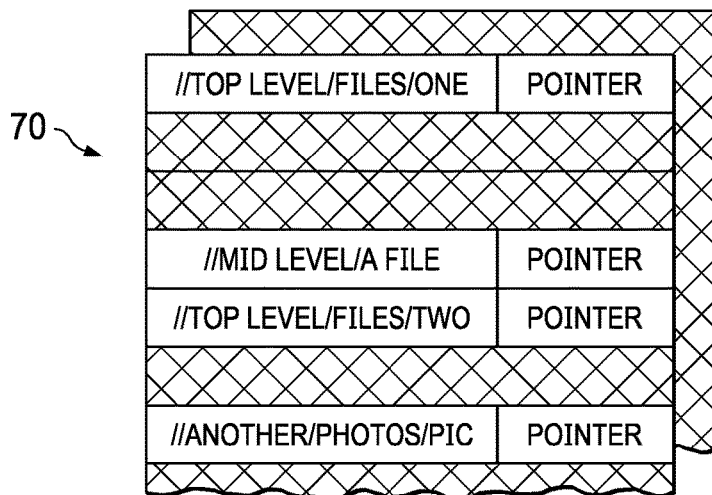 //TOP LEVEL/FILES/ONE POINTER
70
//MID LEVEL/A FILE POINTER
//TOP LEVEL/FILES/TWO POINTER
//ANOTHER/PHOTOS/PIC POINTER